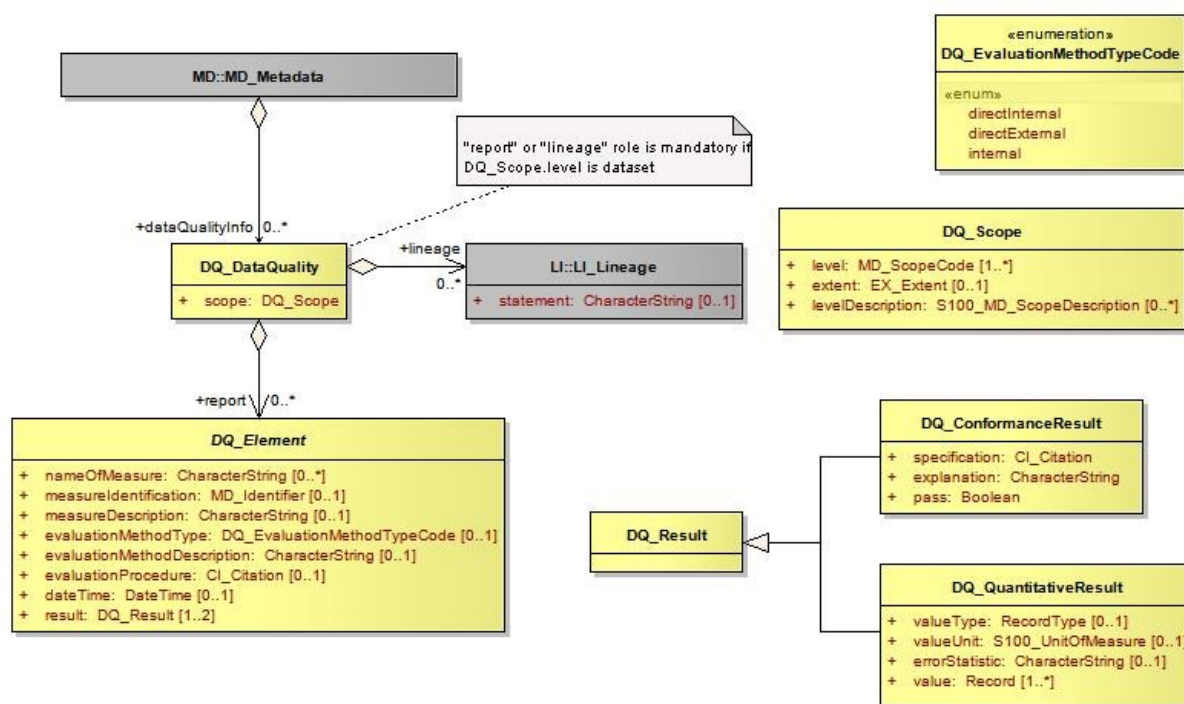 MD::MD_Metadata
«enumeration»
DQ_EvaluationMethodTypeCode
«enum»
directInternal
directExternal
internal
"report" or "lineage" role is mandatory if
DQ_Scope.level is dataset
+dataQualityInfo 0..*
DQ_DataQuality
+ scope: DQ_Scope
+lineage
0..*
LI::LI_Lineage
+ statement: CharacterString [0..1]
DQ_Scope
+ level: MD_ScopeCode [1..*]
+ extent: EX_Extent [0..1]
+ levelDescription: S100_MD_ScopeDescription [0..*]
+report 0..*
DQ_Element
+ nameOfMeasure: CharacterString [0..*]
+ measureIdentification: MD_Identifier [0..1]
+ measureDescription: CharacterString [0..1]
+ evaluationMethodType: DQ_EvaluationMethodTypeCode [0..1]
+ evaluationMethodDescription: CharacterString [0..1]
+ evaluationProcedure: CI_Citation [0..1]
+ dateTime: DateTime [0..1]
+ result: DQ_Result [1..2]
DQ_Result
DQ_ConformanceResult
+ specification: CI_Citation
+ explanation: CharacterString
+ pass: Boolean
DQ_QuantitativeResult
+ valueType: RecordType [0..1]
+ valueUnit: S100_UnitOfMeasure [0..1]
+ errorStatistic: CharacterString [0..1]
+ value: Record [1..*]